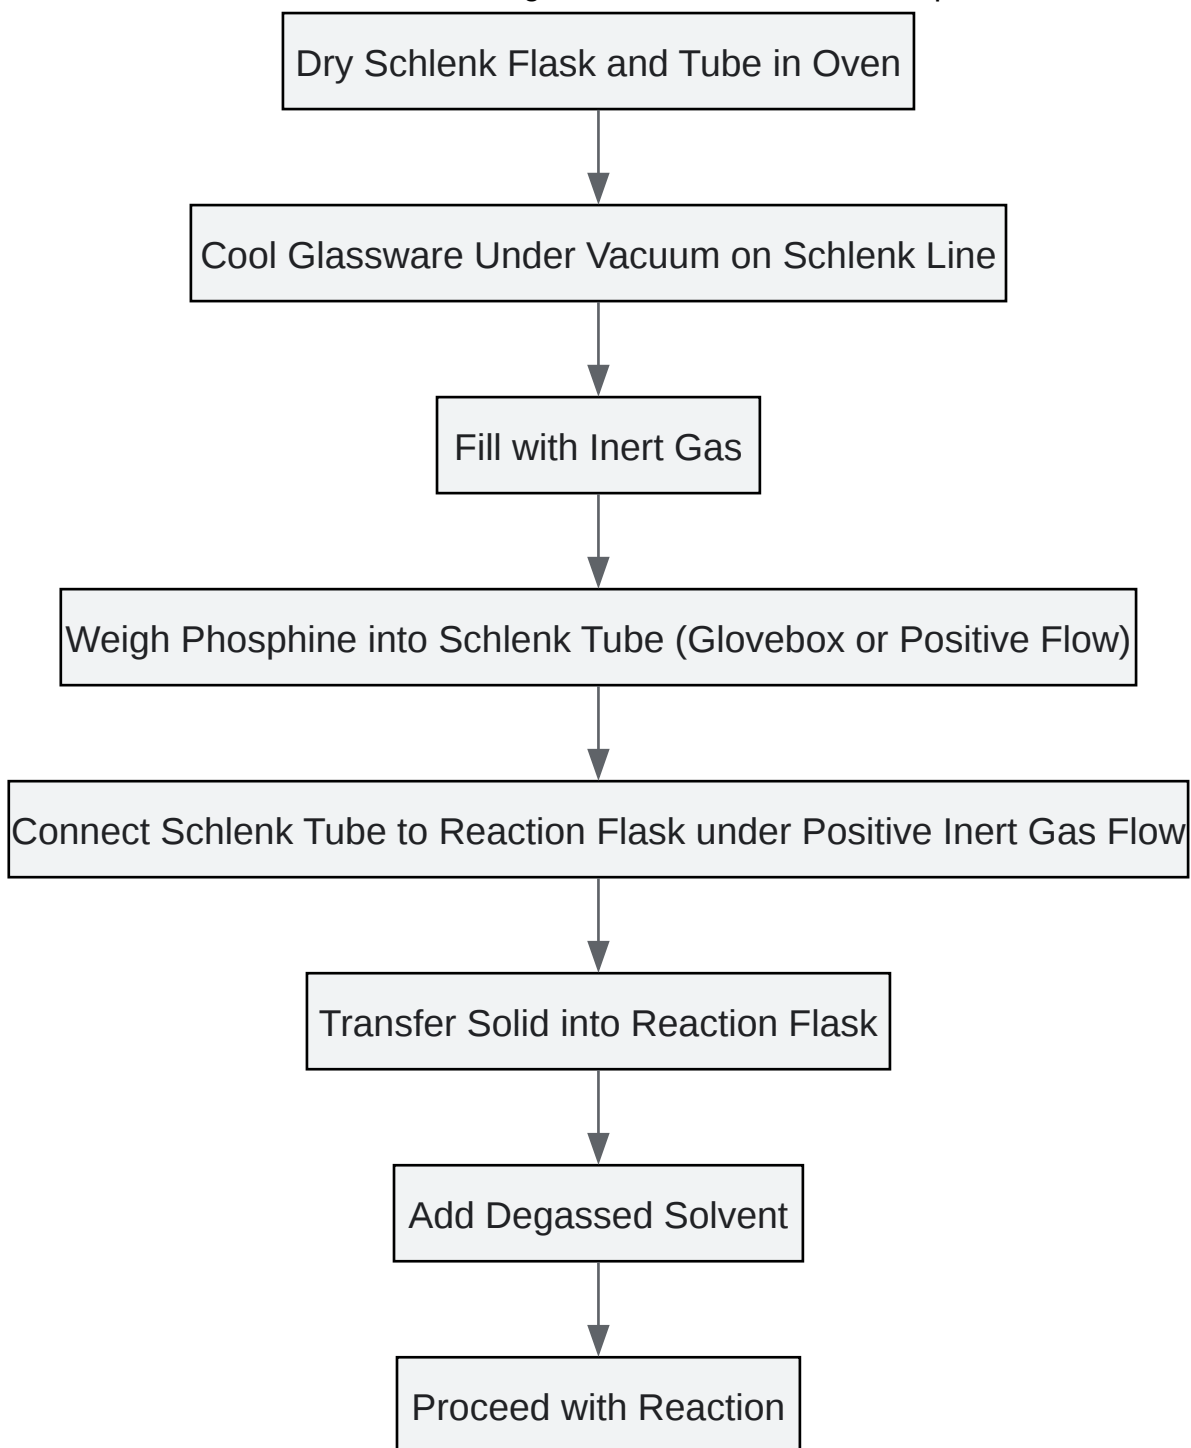 Dry Schlenk Flask and Tube in Oven
Cool Glassware Under Vacuum on Schlenk Line
Fill with Inert Gas
Weigh Phosphine into Schlenk Tube (Glovebox or Positive Flow)
Connect Schlenk Tube to Reaction Flask under Positive Inert Gas Flow
Transfer Solid into Reaction Flask
Add Degassed Solvent
Proceed with Reaction